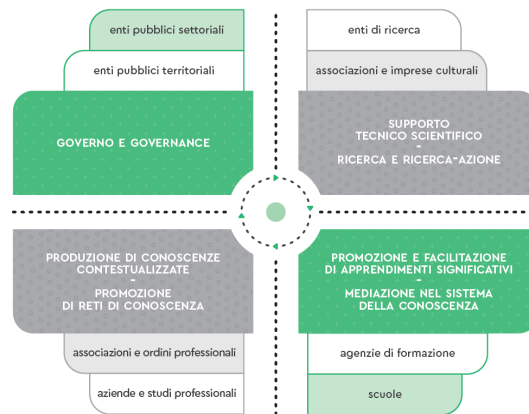 enti pubblici settoriali
enti pubblici territoriali
GOVERNO E GOVERNANCE
enti di ricerca
associazioni e imprese culturali
SUPPORTO
TECNICO SCIENTIFICO
-
RICERCA E RICERCA-AZIONE
PRODUZIONE DI CONOSCENZE
CONTESTUALIZZATE
-
PROMOZIONE
DI RETI DI CONOSCENZA
associazioni e ordini professionali
aziende e studi professionali
PROMOZIONE E FACILITAZIONE
DI APPRENDIMENTI SIGNIFICATIVI
-
MEDIAZIONE NEL SISTEMA
DELLA CONOSCENZA
agenzie di formazione
scuole